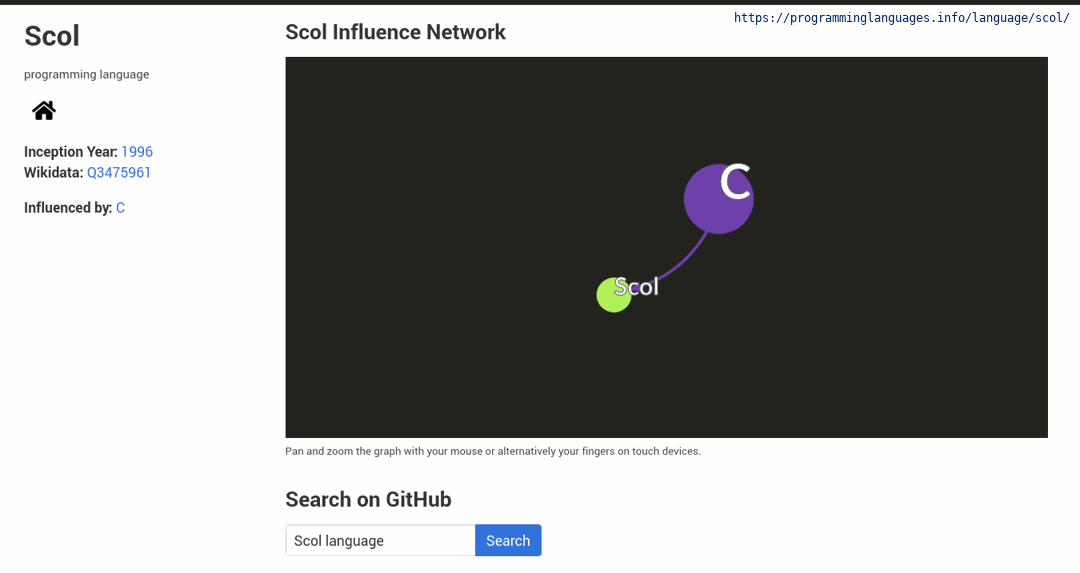 https://programminglanguages.info/language/scol/
Scol
programming language
Inception Year: 1996
Wikidata: Q3475961
Influenced by: C
Scol Influence Network
C
Scol
Pan and zoom the graph with your mouse or alternatively your fingers on touch devices.
Search on GitHub
Scol language
Search